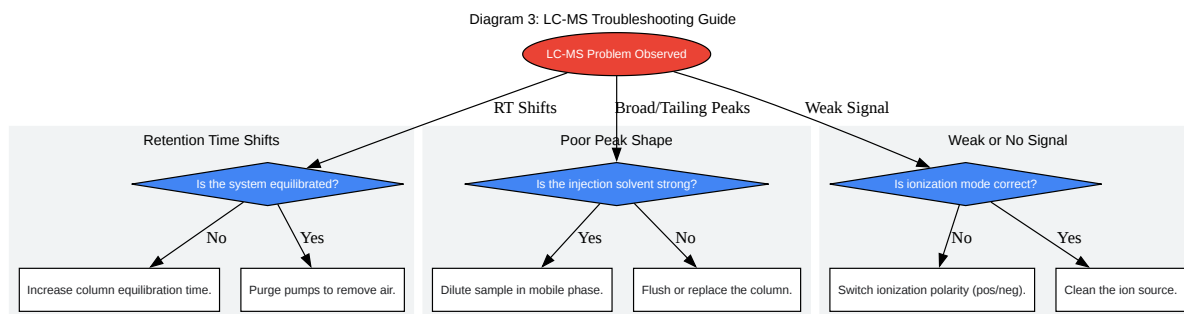 Diagram 3: LC-MS Troubleshooting Guide
LC-MS Problem Observed
RT Shifts
Broad/Tailing Peaks
Weak Signal
Retention Time Shifts
Poor Peak Shape
Weak or No Signal
Is the system equilibrated?
Is the injection solvent strong?
Is ionization mode correct?
No
Yes
Yes
No
No
Yes
Increase column equilibration time.
Purge pumps to remove air.
Dilute sample in mobile phase.
Flush or replace the column.
Switch ionization polarity (pos/neg).
Clean the ion source.